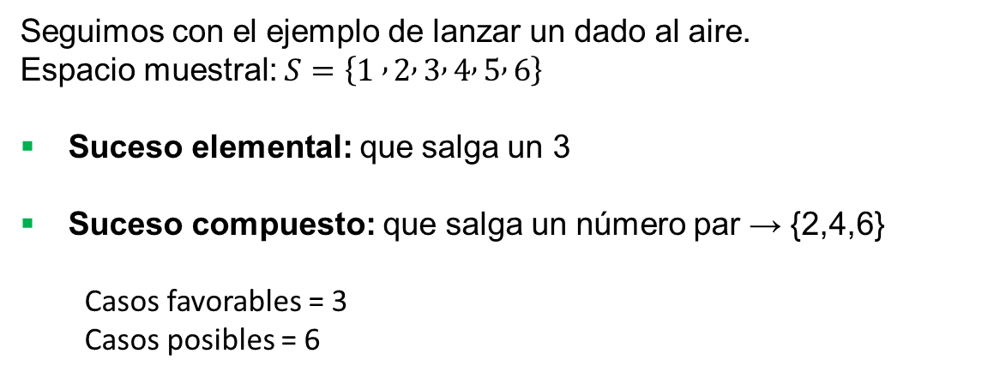 Seguimos con el ejemplo de lanzar un dado al aire.
Espacio muestral: S = {1 , 2, 3, 4, 5, 6}
▪ Suceso elemental: que salga un 3
▪ Suceso compuesto: que salga un número par → {2,4,6}
Casos favorables = 3
Casos posibles = 6